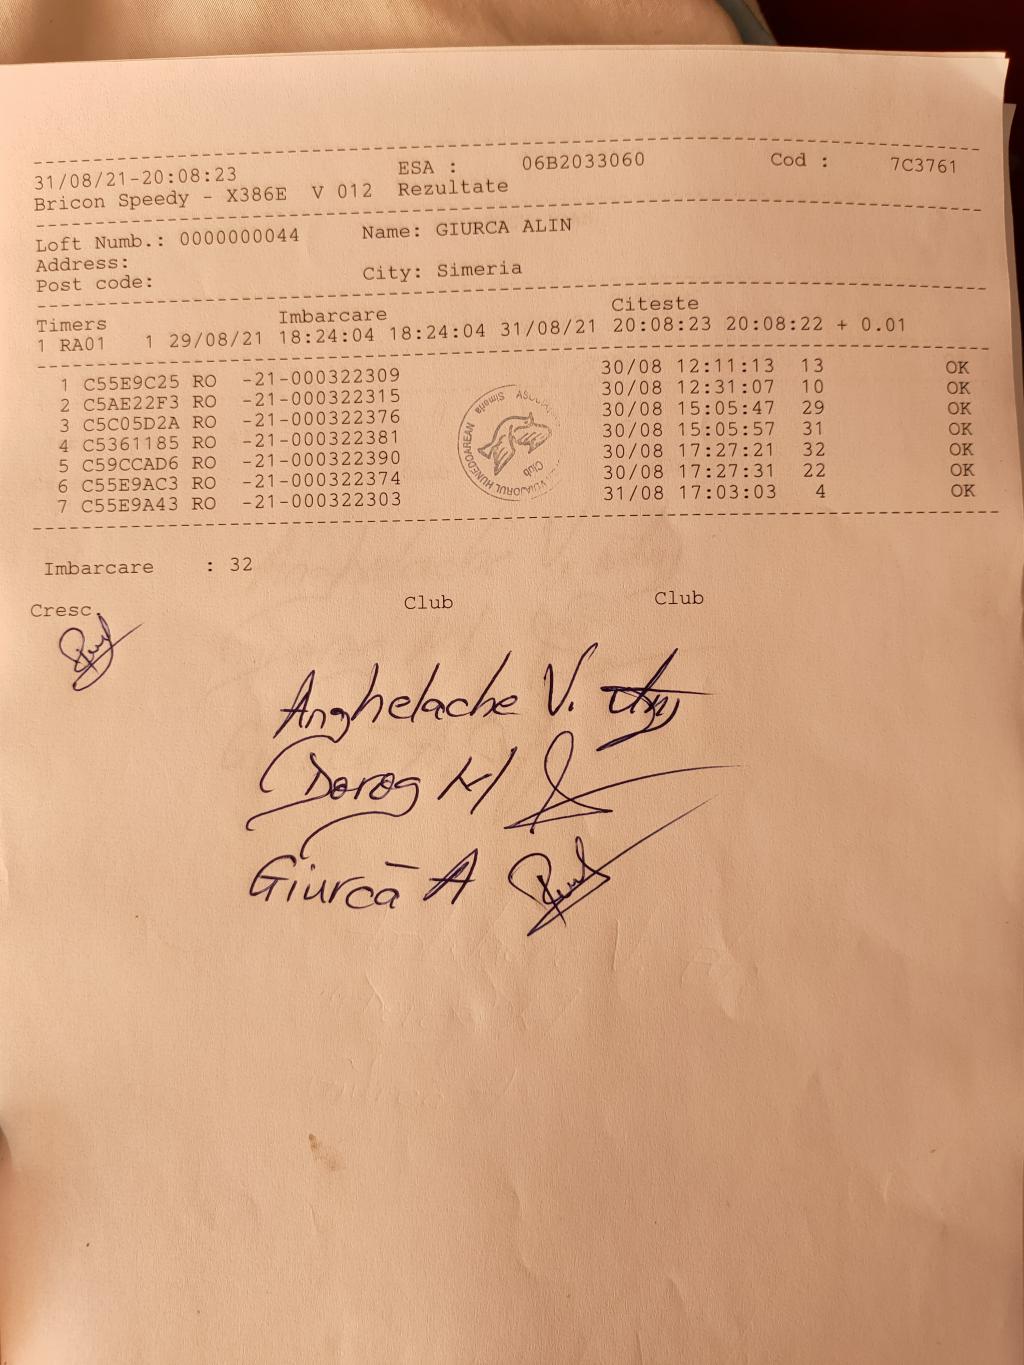 31/08/21-20:08:23 ESA : 06B2033060 Cod : 7C3761
Bricon Speedy - X386E V 012 Rezultate
Loft Numb.: 0000000044 Name: GIURCA ALIN
Address:
Post code: City: Simeria
Timers Imbarcare Citeste
1 RA01 1 29/08/21 18:24:04 18:24:04 31/08/21 20:08:23 20:08:22 + 0.01
1 C55E9C25 RO -21-000322309 30/08 12:11:13 13 OK
2 C5AE22F3 RO -21-000322315 30/08 12:31:07 10 OK
3 C5C05D2A RO -21-000322376 30/08 15:05:47 29 OK
4 C5361185 RO -21-000322381 30/08 15:05:57 31 OK
5 C59CCAD6 RO -21-000322390 30/08 17:27:21 32 OK
6 C55E9AC3 RO -21-000322374 30/08 17:27:31 22 OK
7 C55E9A43 RO -21-000322303 31/08 17:03:03 4 OK
HUNEDOREAN Simeria Club
Imbarcare : 32
Cresc. Club Club
Anghelache V.
Dorog
Giurcă A